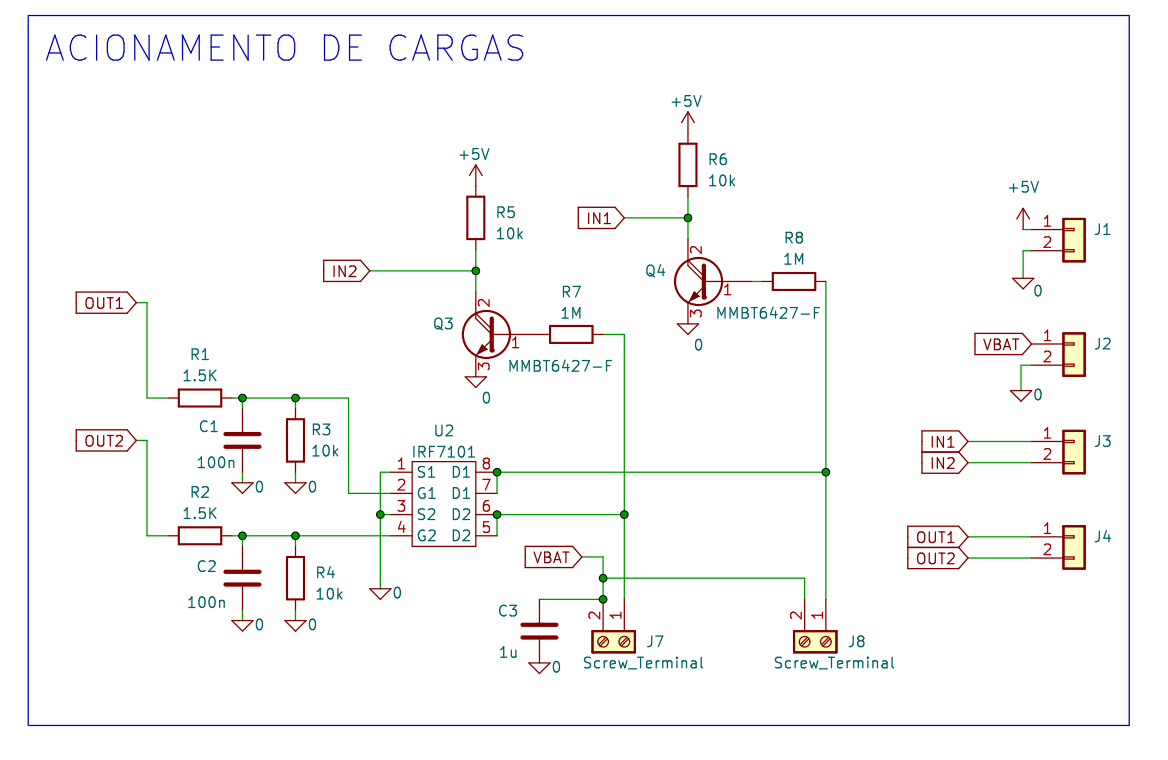 ACIONAMENTO DE CARGAS
+5V
R6
10k
IN1
2
Q4
1
3
MMBT6427-F
0
R8
1M
+5V
R5
10k
IN2
2
Q3
1
3
MMBT6427-F
0
R7
1M
OUT1
R1
1.5K
C1
100n
0
R3
10k
0
OUT2
R2
1.5K
C2
100n
0
R4
10k
0
U2
IRF7101
1 S1 D1 8
2 G1 D1 7
3 S2 D2 6
4 G2 D2 5
0
VBAT
C3
1u
0
2 1
J7
Screw_Terminal
2 1
J8
Screw_Terminal
+5V
1
2
J1
0
VBAT
1
2
J2
0
IN1 1
IN2 2
J3
OUT1 1
OUT2 2
J4